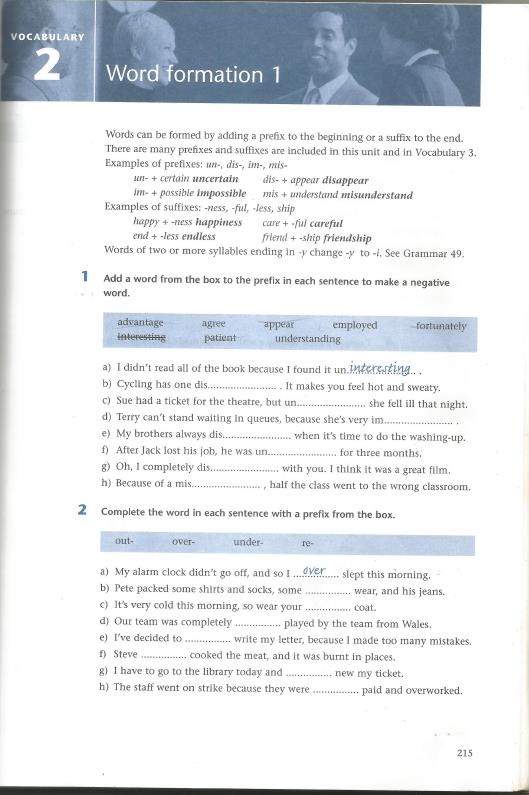 VOCABULARY
2
Word formation 1
Words can be formed by adding a prefix to the beginning or a suffix to the end.
There are many prefixes and suffixes are included in this unit and in Vocabulary 3.
Examples of prefixes: un-, dis-, im-, mis-
un- + certain uncertain dis- + appear disappear
im- + possible impossible mis + understand misunderstand
Examples of suffixes: -ness, -ful, -less, ship
happy + -ness happiness care + -ful careful
end + -less endless friend + -ship friendship
Words of two or more syllables ending in -y change -y to -i. See Grammar 49.
1 Add a word from the box to the prefix in each sentence to make a negative
word.
advantage agree appear employed fortunately
interesting patient understanding
a) I didn't read all of the book because I found it un.interesting.. .
b) Cycling has one dis........................ . It makes you feel hot and sweaty.
c) Sue had a ticket for the theatre, but un........................ she fell ill that night.
d) Terry can't stand waiting in queues, because she's very im........................ .
e) My brothers always dis........................ when it's time to do the washing-up.
f) After Jack lost his job, he was un........................ for three months.
g) Oh, I completely dis........................ with you. I think it was a great film.
h) Because of a mis........................ , half the class went to the wrong classroom.
2 Complete the word in each sentence with a prefix from the box.
out- over- under- re-
a) My alarm clock didn't go off, and so I ...over.... slept this morning.
b) Pete packed some shirts and socks, some ................ wear, and his jeans.
c) It's very cold this morning, so wear your ................ coat.
d) Our team was completely ................ played by the team from Wales.
e) I've decided to ................ write my letter, because I made too many mistakes.
f) Steve ................ cooked the meat, and it was burnt in places.
g) I have to go to the library today and ................ new my ticket.
h) The staff went on strike because they were ................ paid and overworked.
215